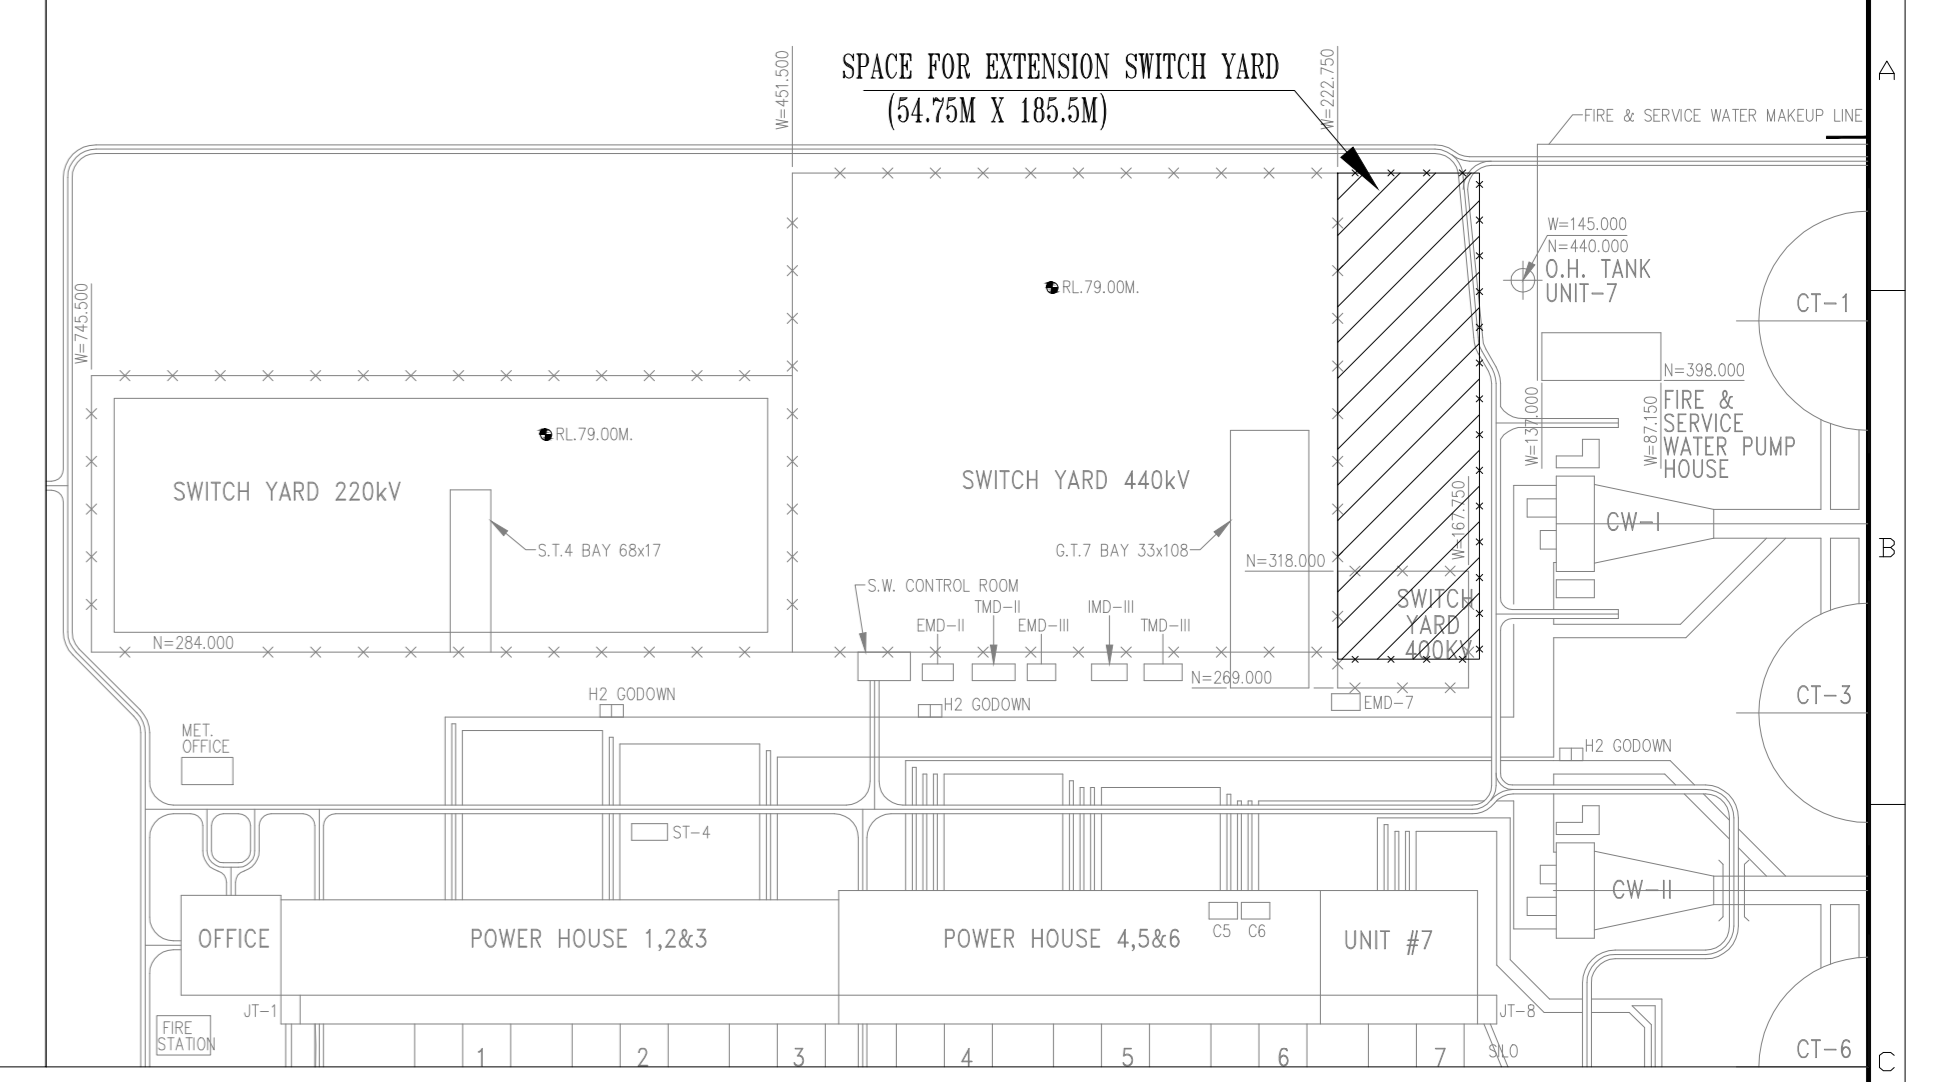 SPACE FOR EXTENSION SWITCH YARD
(54.75M X 185.5M)
W=451.500
W=222.750
A
FIRE & SERVICE WATER MAKEUP LINE
W=145.000
N=440.000
O.H. TANK
UNIT-7
RL.79.00M.
CT-1
W=745.500
N=398.000
W=137.000
W=87.150
FIRE &
SERVICE
WATER PUMP
HOUSE
RL.79.00M.
SWITCH YARD 220kV
SWITCH YARD 440kV
W=167.750
CW-I
S.T.4 BAY 68x17
G.T.7 BAY 33x108
N=318.000
B
S.W. CONTROL ROOM
TMD-II
IMD-III
EMD-II
EMD-III
TMD-III
SWITCH
YARD
400KV
N=284.000
N=269.000
H2 GODOWN
H2 GODOWN
EMD-7
CT-3
MET.
OFFICE
H2 GODOWN
ST-4
CW-II
OFFICE
POWER HOUSE 1,2&3
POWER HOUSE 4,5&6
C5
C6
UNIT #7
JT-1
JT-8
FIRE
STATION
1
2
3
4
5
6
7
SILO
CT-6
C